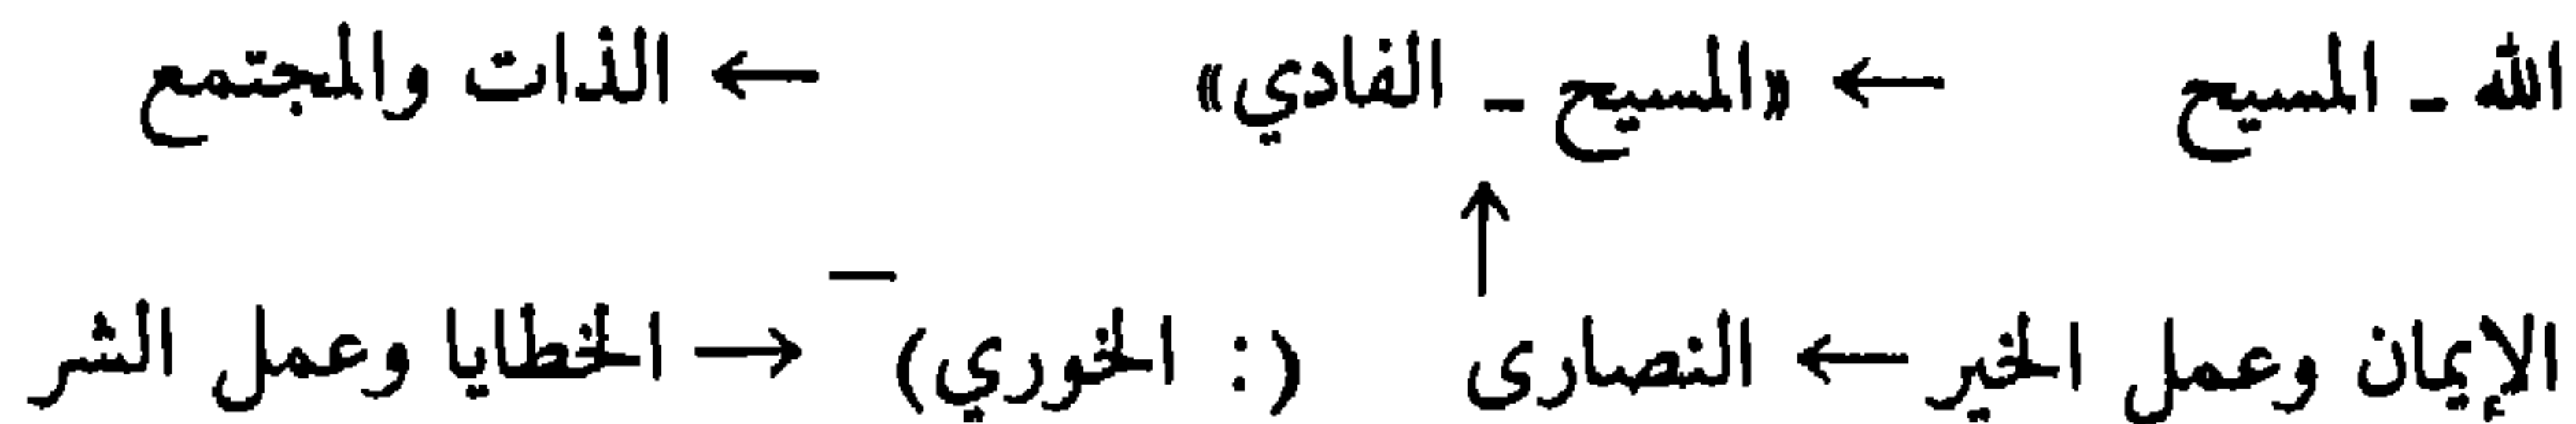 الله - المسيح ← «المسيح - الفادي» ← الذات والمجتمع
↑
الإيمان وعمل الخير ← النصارى (: الخوري) → الخطايا وعمل الشر